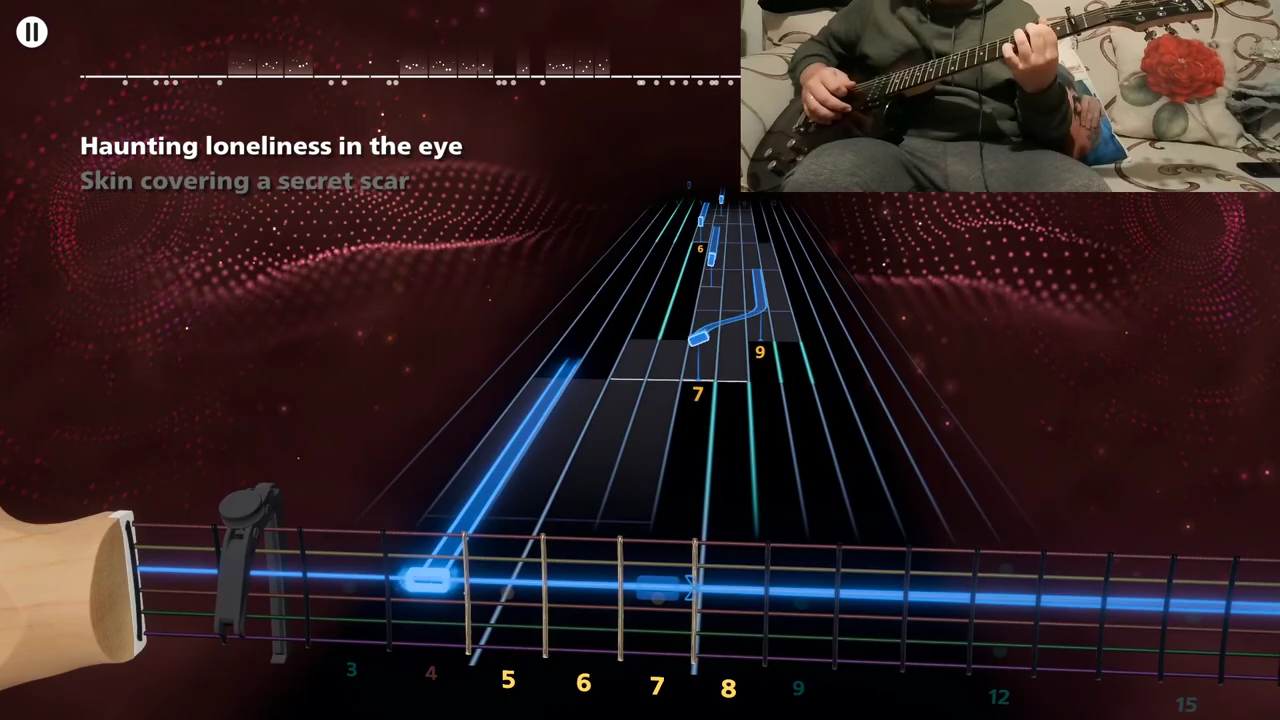 Haunting loneliness in the eye
Skin covering a secret scar
6
9
7
3 4 5 6 7 8 9 12 15